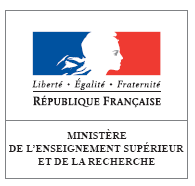 Liberté • Égalité • Fraternité
RÉPUBLIQUE FRANÇAISE
MINISTÈRE
DE L'ENSEIGNEMENT SUPÉRIEUR
ET DE LA RECHERCHE